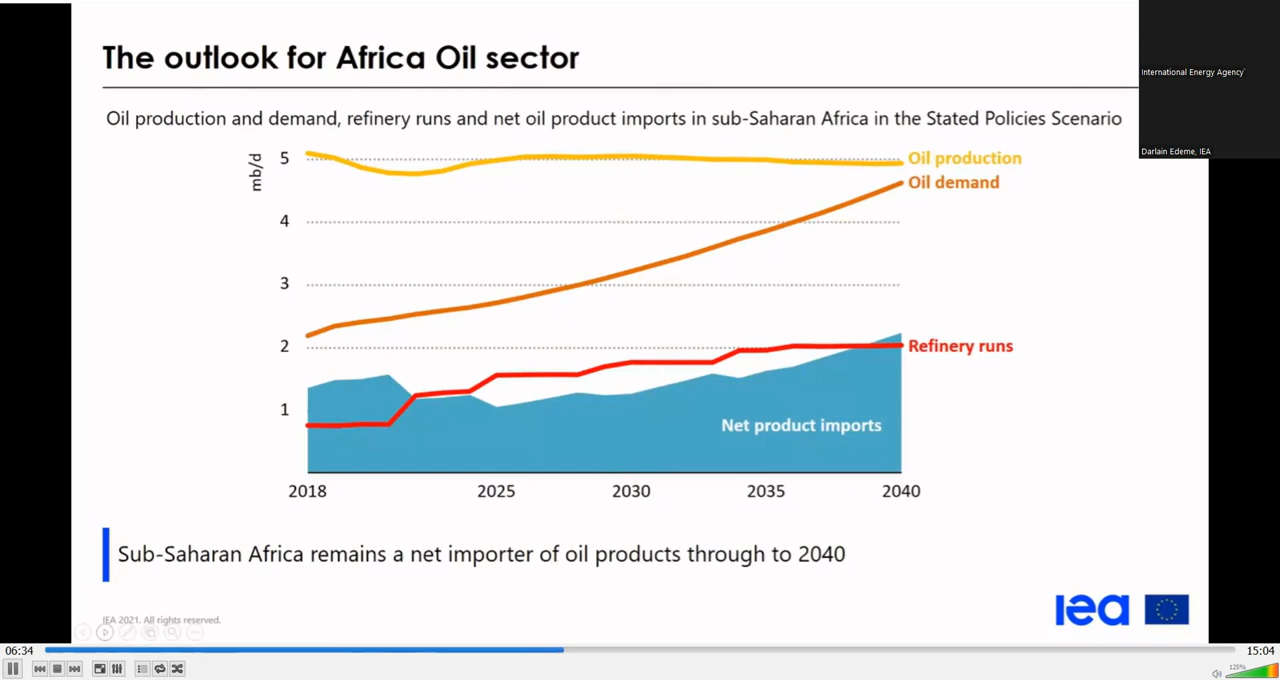 The outlook for Africa Oil sector
International Energy Agency'
Darlain Edeme, IEA
Oil production and demand, refinery runs and net oil product imports in sub-Saharan Africa in the Stated Policies Scenario
mb/d
5
4
3
2
1
Oil production
Oil demand
Refinery runs
Net product imports
2018
2025
2030
2035
2040
Sub-Saharan Africa remains a net importer of oil products through to 2040
IEA 2021. All rights reserved.
iea
06:34
15:04
125%